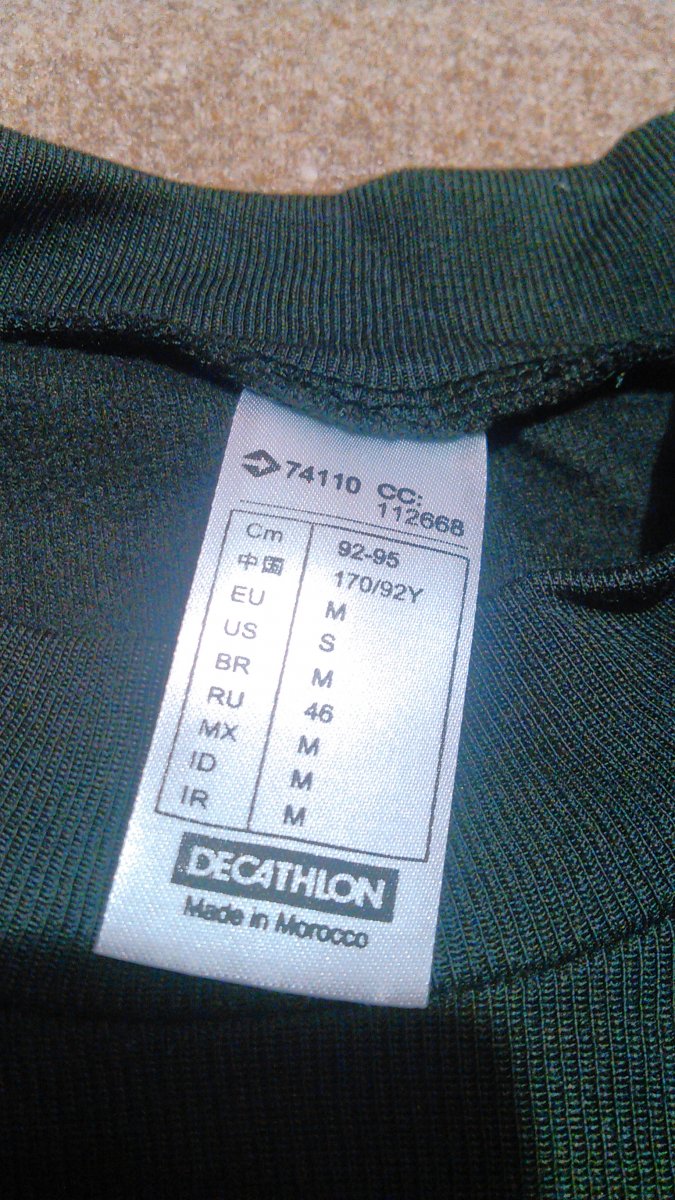 74110 CC:
112668
Cm 92-95
中国 170/92Y
EU M
US S
BR M
RU 46
MX M
ID M
IR M
DECATHLON
Made in Morocco